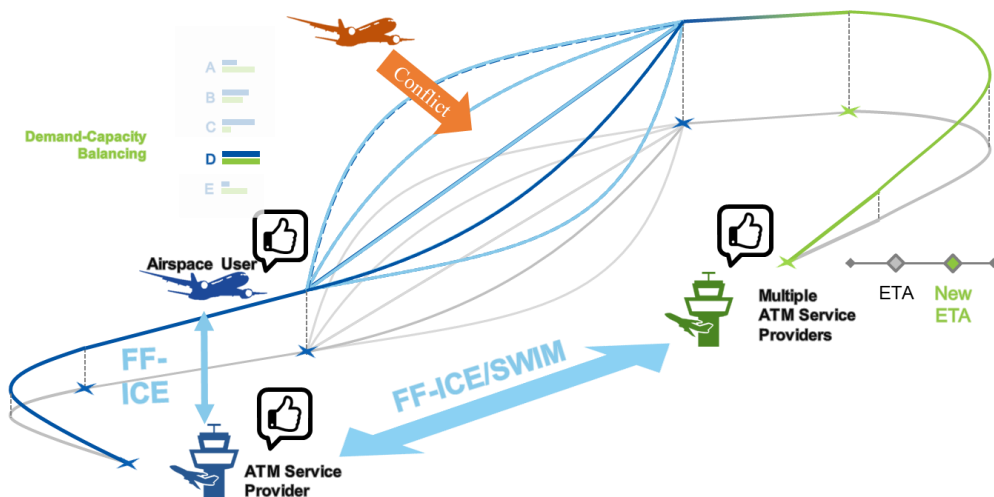 Conflict
A
B
C
D
E
Demand-Capacity
Balancing
Airspace User
FF-
ICE
FF-ICE/SWIM
ATM Service
Provider
Multiple
ATM Service
Providers
ETA
New
ETA